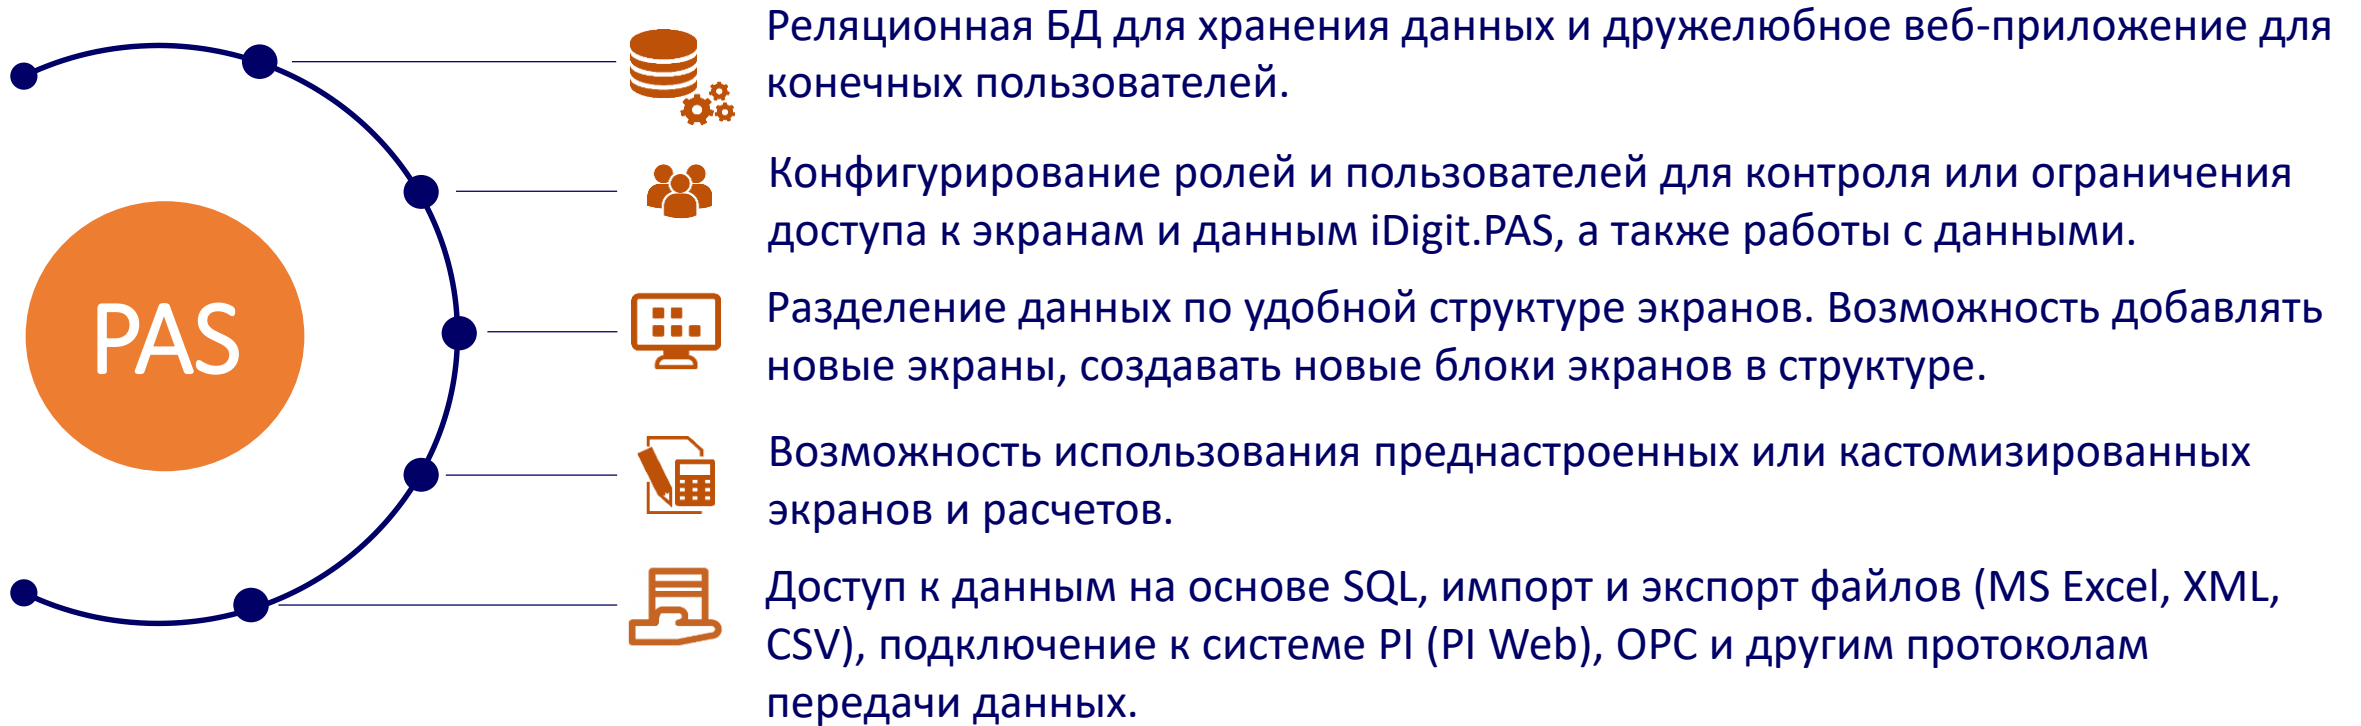 Реляционная БД для хранения данных и дружелюбное веб-приложение для
конечных пользователей.
Конфигурирование ролей и пользователей для контроля или ограничения
доступа к экранам и данным iDigit.PAS, а также работы с данными.
PAS
Разделение данных по удобной структуре экранов. Возможность добавлять
новые экраны, создавать новые блоки экранов в структуре.
Возможность использования преднастроенных или кастомизированных
экранов и расчетов.
Доступ к данным на основе SQL, импорт и экспорт файлов (MS Excel, XML,
CSV), подключение к системе PI (PI Web), OPC и другим протоколам
передачи данных.